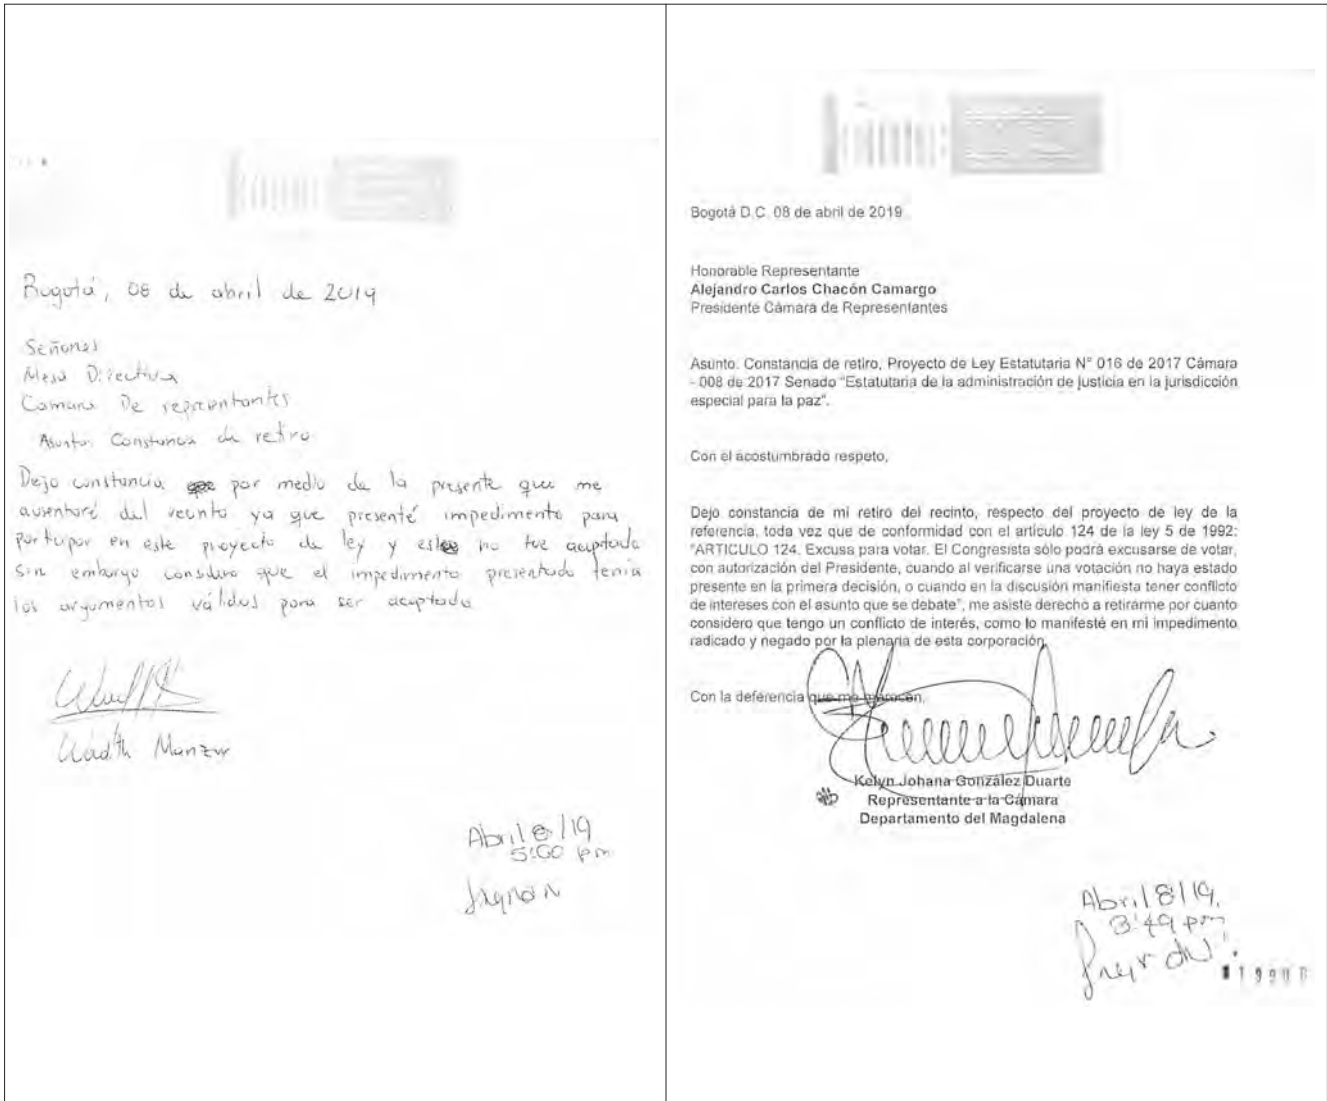 Bogotá, 08 de abril de 2019
Señores
Mesa Directiva
Camara De representantes
Asunto: Constancia de retiro
Dejo constancia por medio de la presente que me
ausentaré del recinto ya que presenté impedimento para
participar en este proyecto de ley y este no fue aceptado
sin embargo considero que el impedimento presentado tenía
los argumentos válidos para ser aceptado
Wadith Manzur
Abril 8/19
5:00 pm
Bogotá D.C. 08 de abril de 2019
Honorable Representante
Alejandro Carlos Chacón Camargo
Presidente Cámara de Representantes
Asunto. Constancia de retiro, Proyecto de Ley Estatutaria N° 016 de 2017 Cámara
- 008 de 2017 Senado "Estatutaria de la administración de justicia en la jurisdicción
especial para la paz".
Con el acostumbrado respeto,
Dejo constancia de mi retiro del recinto, respecto del proyecto de ley de la
referencia, toda vez que de conformidad con el artículo 124 de la ley 5 de 1992:
"ARTICULO 124. Excusa para votar. El Congresista sólo podrá excusarse de votar,
con autorización del Presidente, cuando al verificarse una votación no haya estado
presente en la primera decisión, o cuando en la discusión manifiesta tener conflicto
de intereses con el asunto que se debate", me asiste derecho a retirarme por cuanto
considero que tengo un conflicto de interés, como lo manifesté en mi impedimento
radicado y negado por la plenaria de esta corporación.
Con la deferencia que me merecen,
Kelyn Johana González Duarte
Representante a la Cámara
Departamento del Magdalena
Abril 8/19,
3:49 pm